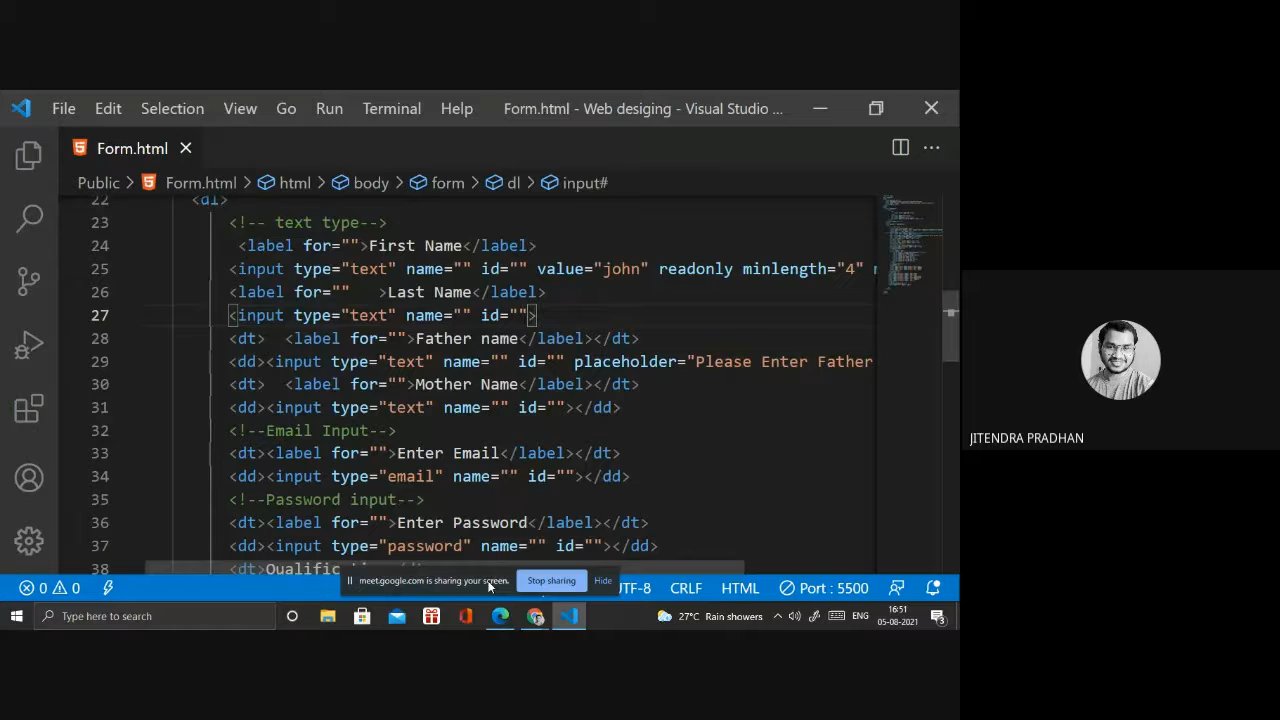 File Edit Selection View Go Run Terminal Help Form.html - Web desiging - Visual Studio ...
Form.html
Public > Form.html > html > body > form > dl > input#
22 <dl>
23 <!-- text type-->
24 <label for="">First Name</label>
25 <input type="text" name="" id="" value="john" readonly minlength="4"
26 <label for="" >Last Name</label>
27 <input type="text" name="" id="">
28 <dt> <label for="">Father name</label></dt>
29 <dd><input type="text" name="" id="" placeholder="Please Enter Father
30 <dt> <label for="">Mother Name</label></dt>
31 <dd><input type="text" name="" id=""></dd>
32 <!--Email Input-->
33 <dt><label for="">Enter Email</label></dt>
34 <dd><input type="email" name="" id=""></dd>
35 <!--Password input-->
36 <dt><label for="">Enter Password</label></dt>
37 <dd><input type="password" name="" id=""></dd>
38 <dt>
JITENDRA PRADHAN
meet.google.com is sharing your screen. Stop sharing Hide
0 0 UTF-8 CRLF HTML Port : 5500
Type here to search 27°C Rain showers ENG 16:51
05-08-2021 3